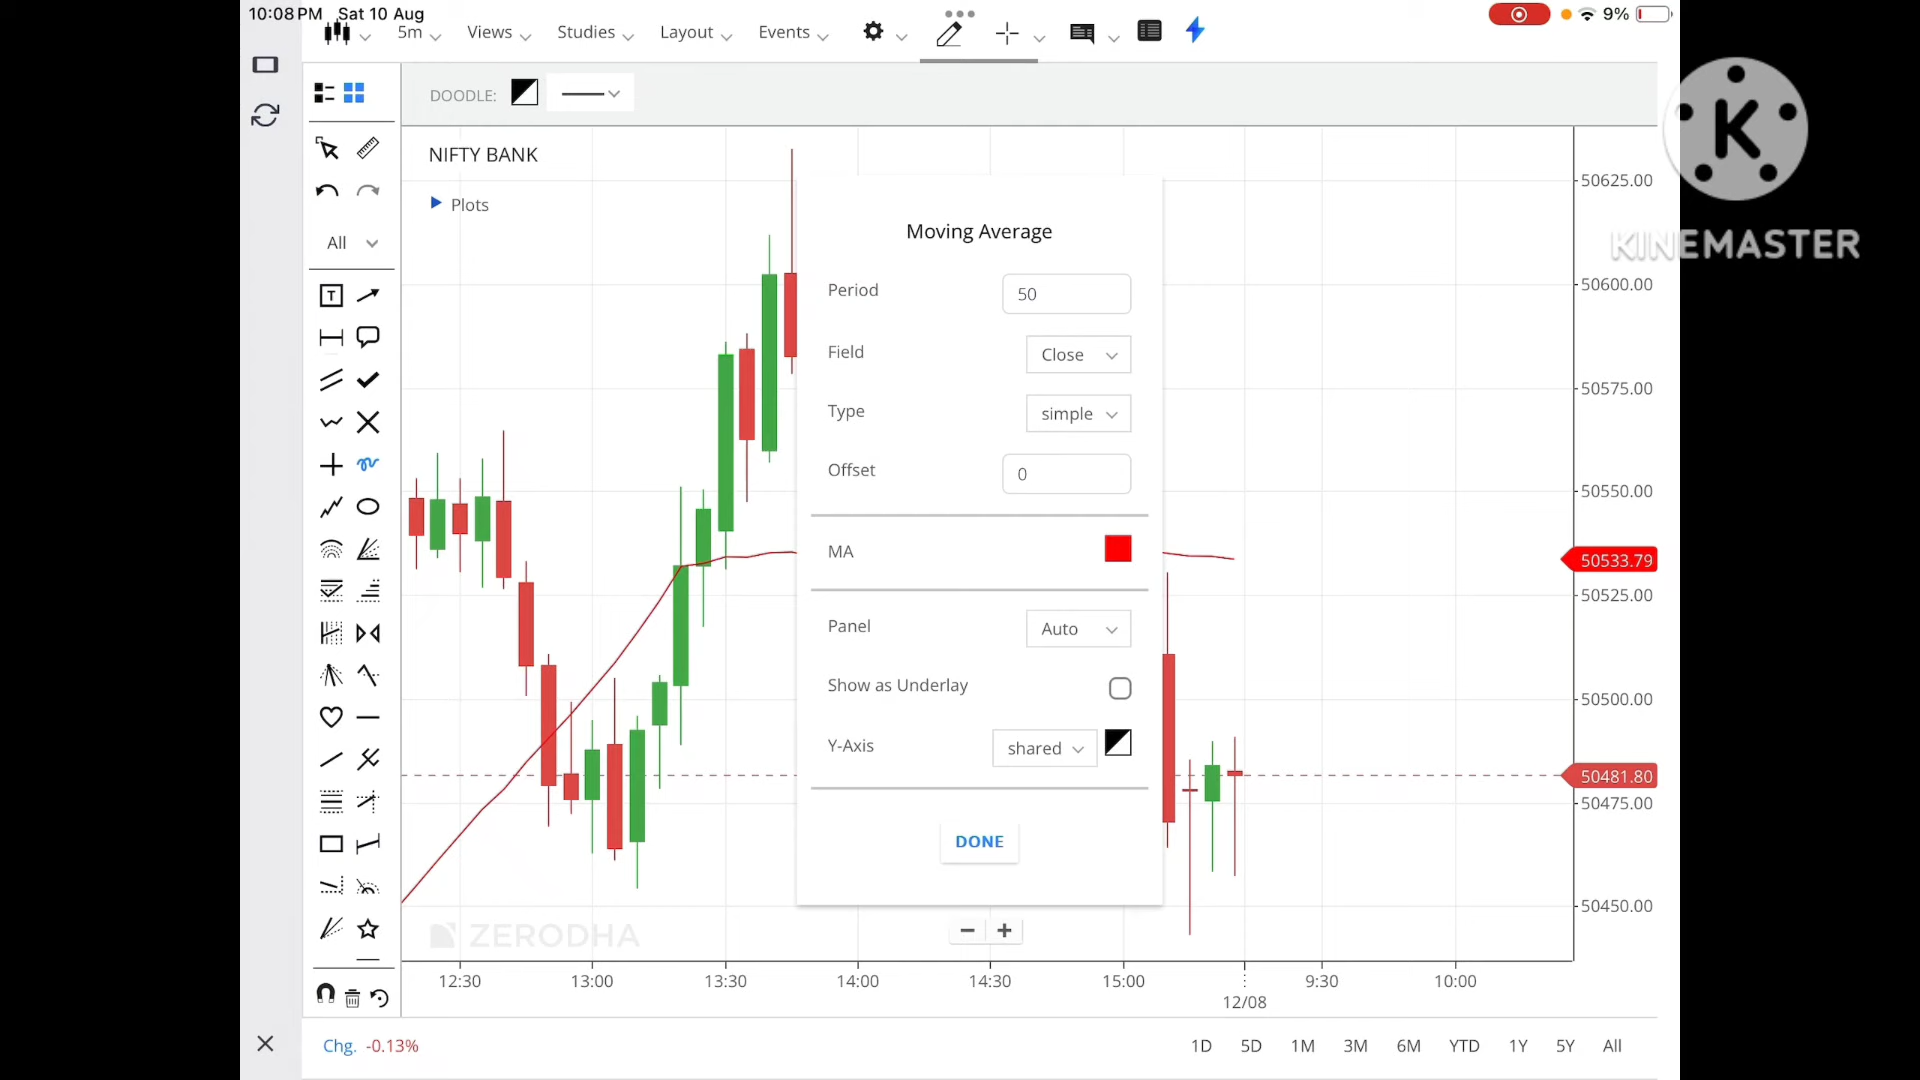 10:08 PM Sat 10 Aug
9%
5m Views Studies Layout Events
DOODLE:
KINEMASTER
NIFTY BANK
Plots
All
T
Moving Average
Period 50
Field Close
Type simple
Offset 0
MA
Panel Auto
Show as Underlay
Y-Axis shared
DONE
50625.00
50600.00
50575.00
50550.00
50533.79
50525.00
50500.00
50481.80
50475.00
50450.00
ZERODHA
12:30 13:00 13:30 14:00 14:30 15:00 9:30 10:00
12/08
Chg. -0.13%
1D 5D 1M 3M 6M YTD 1Y 5Y All